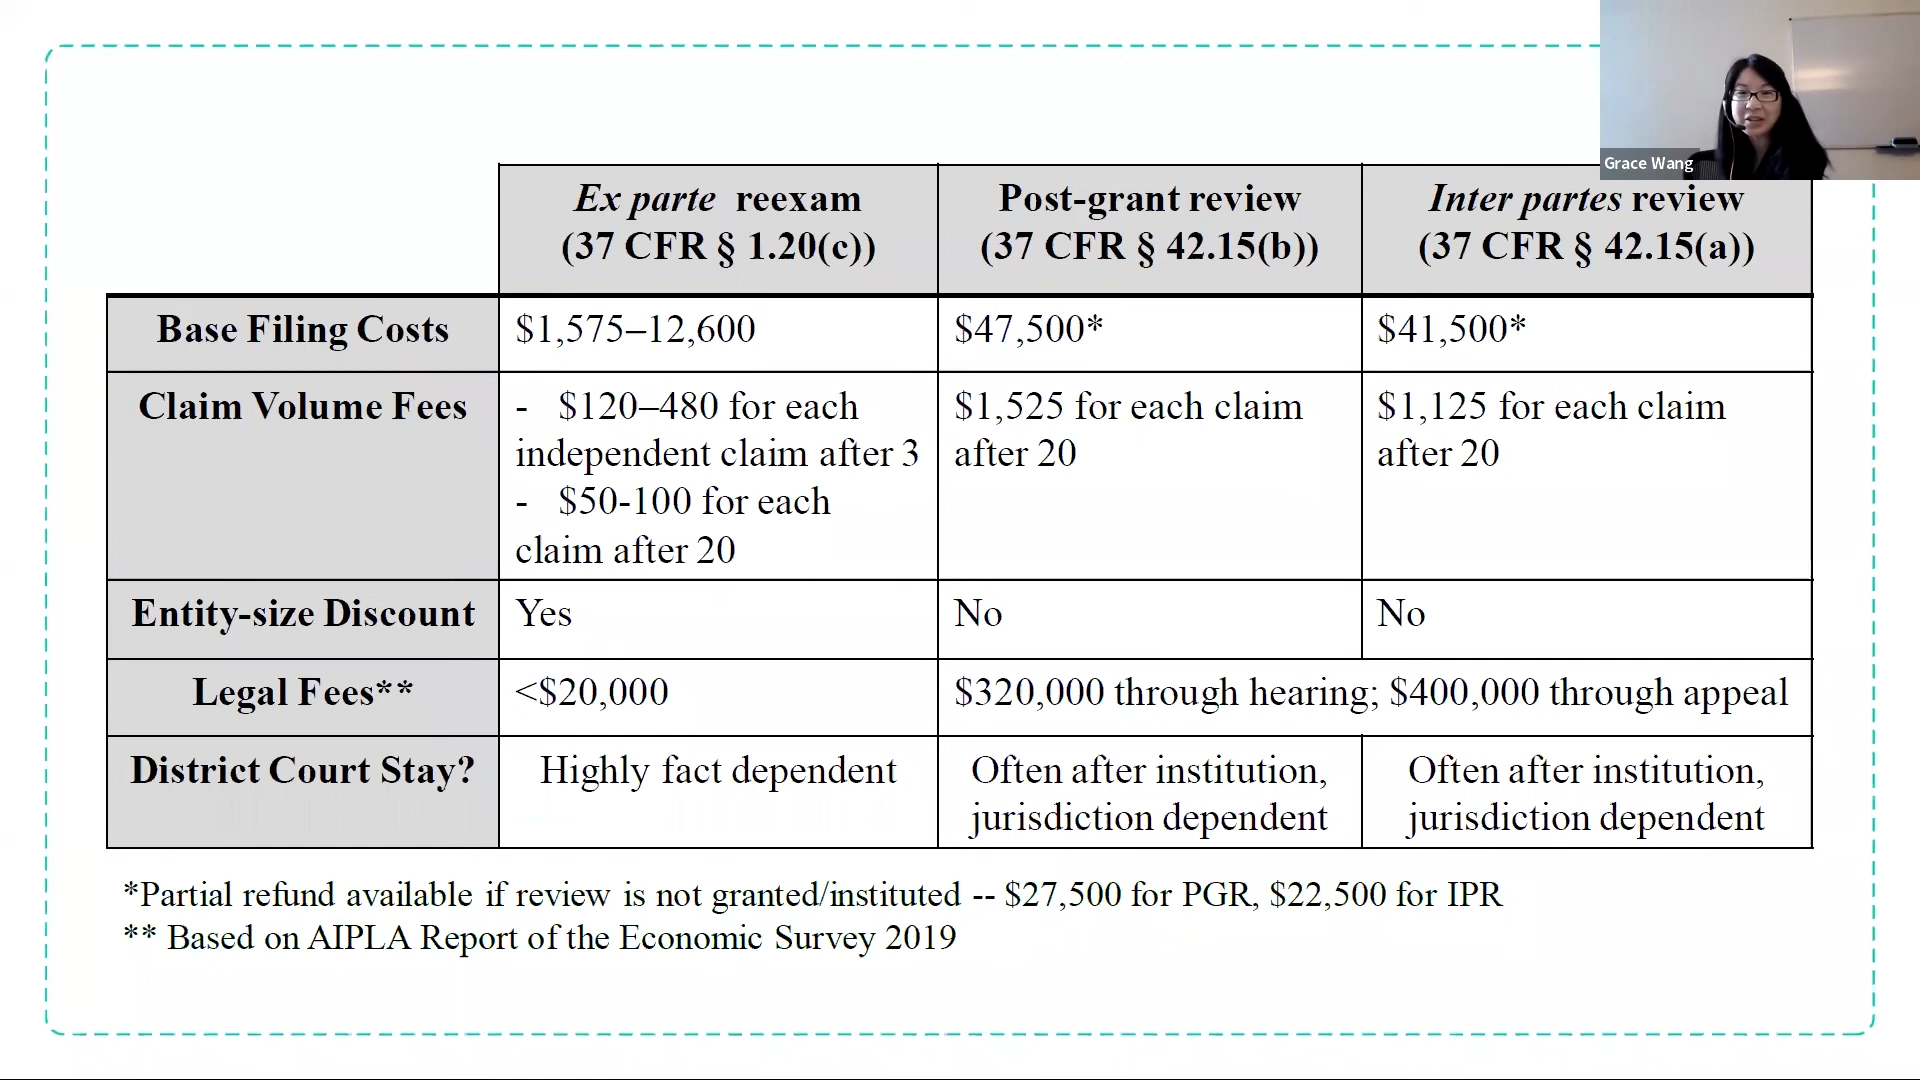 Grace Wang
Ex parte reexam
(37 CFR § 1.20(c))
Post-grant review
(37 CFR § 42.15(b))
Inter partes review
(37 CFR § 42.15(a))
Base Filing Costs
$1,575–12,600
$47,500*
$41,500*
Claim Volume Fees
- $120–480 for each
independent claim after 3
- $50-100 for each
claim after 20
$1,525 for each claim
after 20
$1,125 for each claim
after 20
Entity-size Discount
Yes
No
No
Legal Fees**
<$20,000
$320,000 through hearing; $400,000 through appeal
District Court Stay?
Highly fact dependent
Often after institution,
jurisdiction dependent
Often after institution,
jurisdiction dependent
*Partial refund available if review is not granted/instituted -- $27,500 for PGR, $22,500 for IPR
** Based on AIPLA Report of the Economic Survey 2019